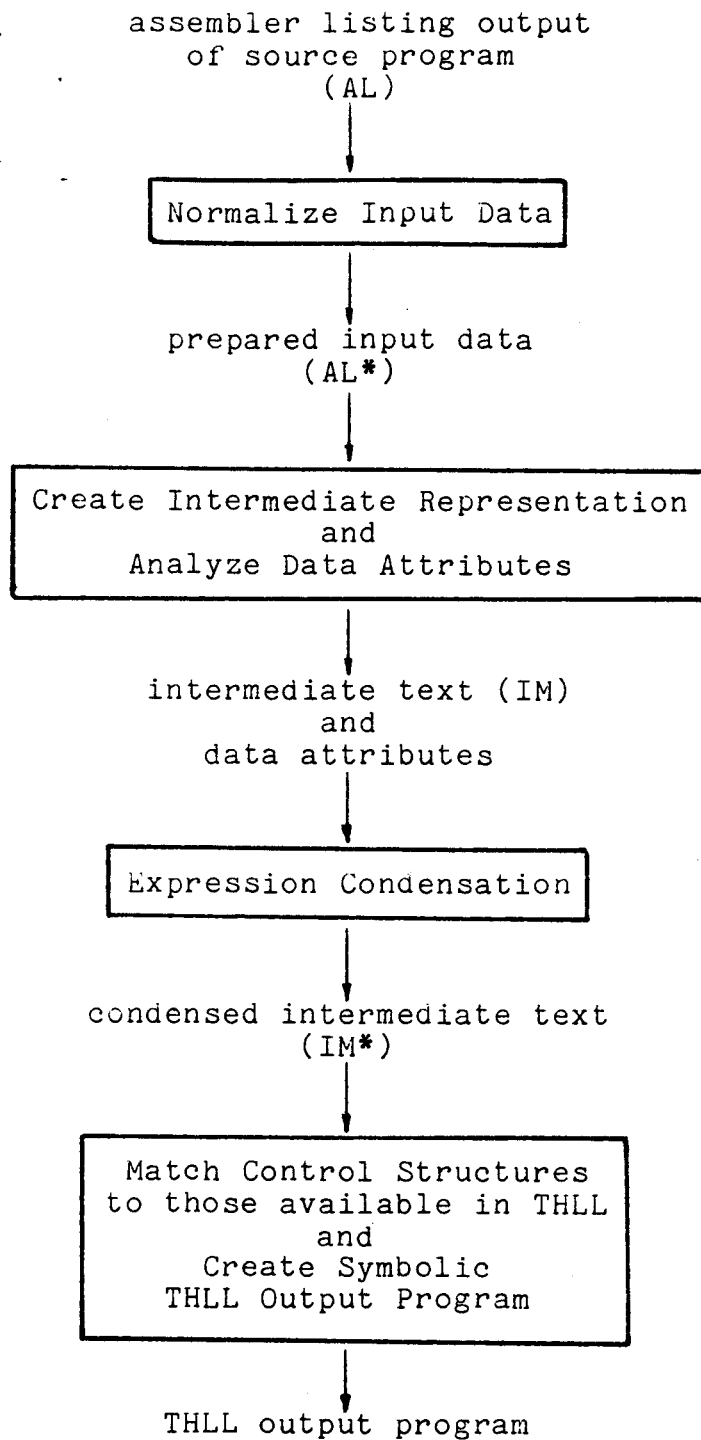 assembler listing output
of source program
(AL)
Normalize Input Data
prepared input data
(AL*)
Create Intermediate Representation
and
Analyze Data Attributes
intermediate text (IM)
and
data attributes
Expression Condensation
condensed intermediate text
(IM*)
Match Control Structures
to those available in THLL
and
Create Symbolic
THLL Output Program
THLL output program